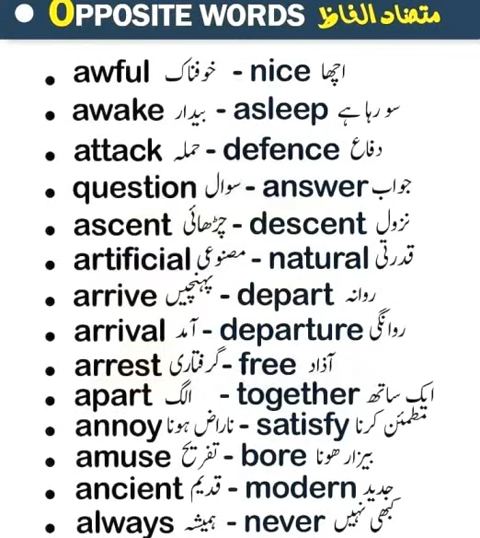 OPPOSITE WORDS متضاد الفاظ
• awful خوفناک - nice اچھا
• awake بیدار - asleep سو رہا ہے
• attack حملہ - defence دفاع
• question سوال - answer جواب
• ascent چڑھائی - descent نزول
• artificial مصنوعی - natural قدرتی
• arrive پہنچیں - depart روانہ
• arrival آمد - departure روانگی
• arrest گرفتاری - free آزاد
• apart الگ - together ایک ساتھ
• annoy ناراض ہونا - satisfy مطمئن کرنا
• amuse تفریح - bore بیزار ھونا
• ancient قدیم - modern جدید
• always ہمیشہ - never کبھی نہیں